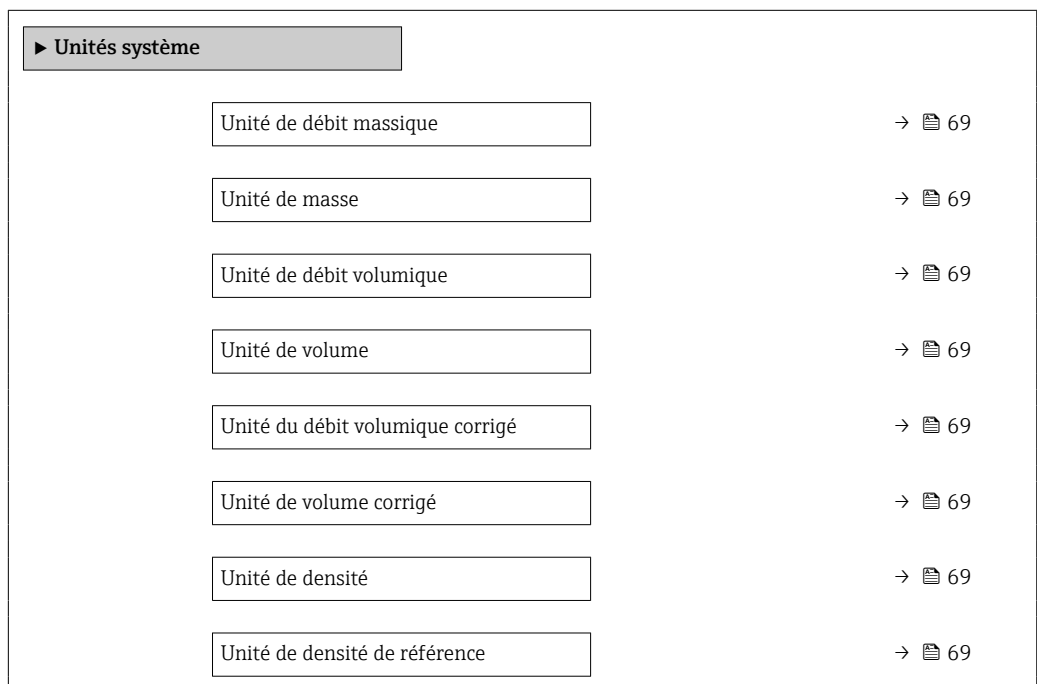 ▶ Unités système
Unité de débit massique → 69
Unité de masse → 69
Unité de débit volumique → 69
Unité de volume → 69
Unité du débit volumique corrigé → 69
Unité de volume corrigé → 69
Unité de densité → 69
Unité de densité de référence → 69